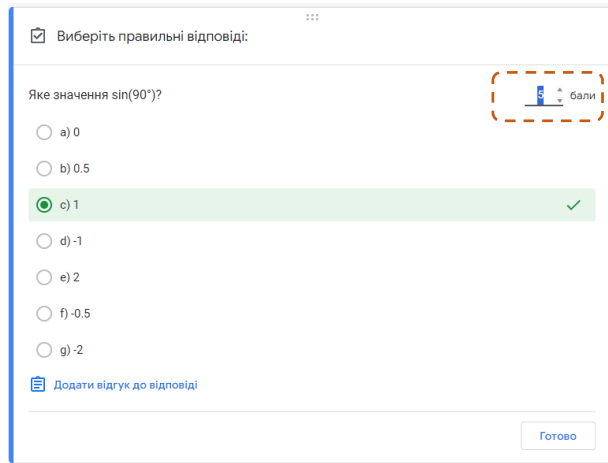 Виберіть правильні відповіді:
Яке значення sin(90°)?
5 бали
a) 0
b) 0.5
c) 1
d) -1
e) 2
f) -0.5
g) -2
Додати відгук до відповіді
Готово